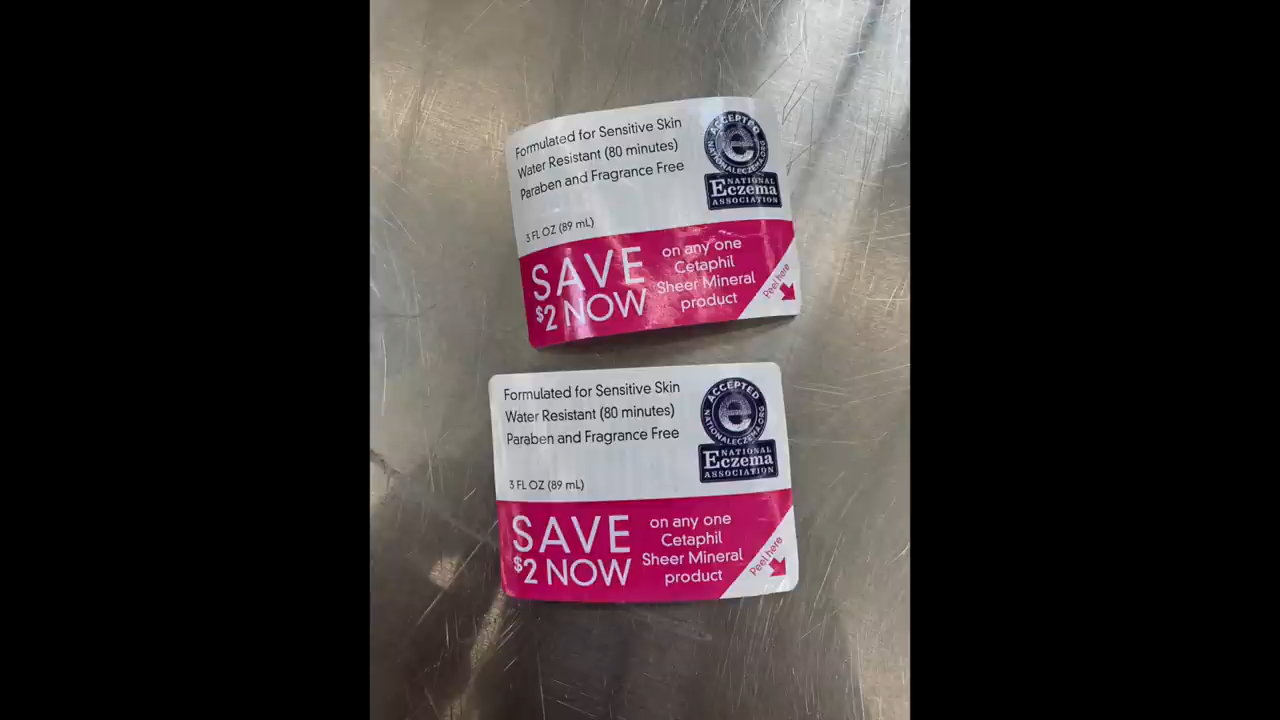 Formulated for Sensitive Skin
Water Resistant (80 minutes)
Paraben and Fragrance Free
3 FL OZ (89 mL)
ACCEPTED
e
NATIONALECZEMA.ORG
NATIONAL
Eczema
ASSOCIATION
SAVE
$2 NOW
on any one
Cetaphil
Sheer Mineral
product
Peel here
Formulated for Sensitive Skin
Water Resistant (80 minutes)
Paraben and Fragrance Free
3 FL OZ (89 mL)
ACCEPTED
e
NATIONALECZEMA.ORG
NATIONAL
Eczema
ASSOCIATION
SAVE
$2 NOW
on any one
Cetaphil
Sheer Mineral
product
Peel here